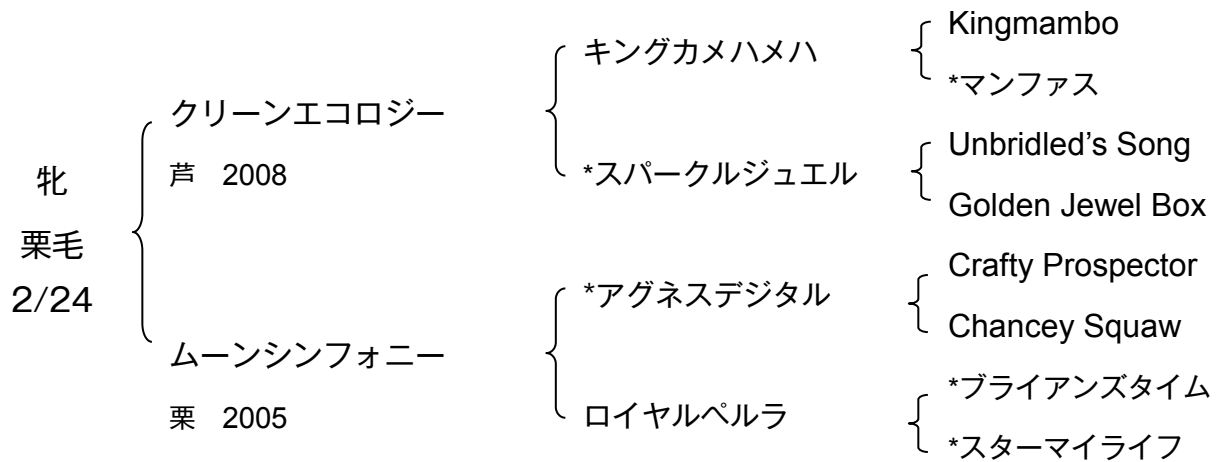 牝
栗毛
2/24
クリーンエコロジー
芦 2008
ムーンシンフォニー
栗 2005
キングカメハメハ
*スパークルジュエル
*アグネスデジタル
ロイヤルペルラ
Kingmambo
*マンファス
Unbridled's Song
Golden Jewel Box
Crafty Prospector
Chancey Squaw
*ブライアンズタイム
*スターマイライフ